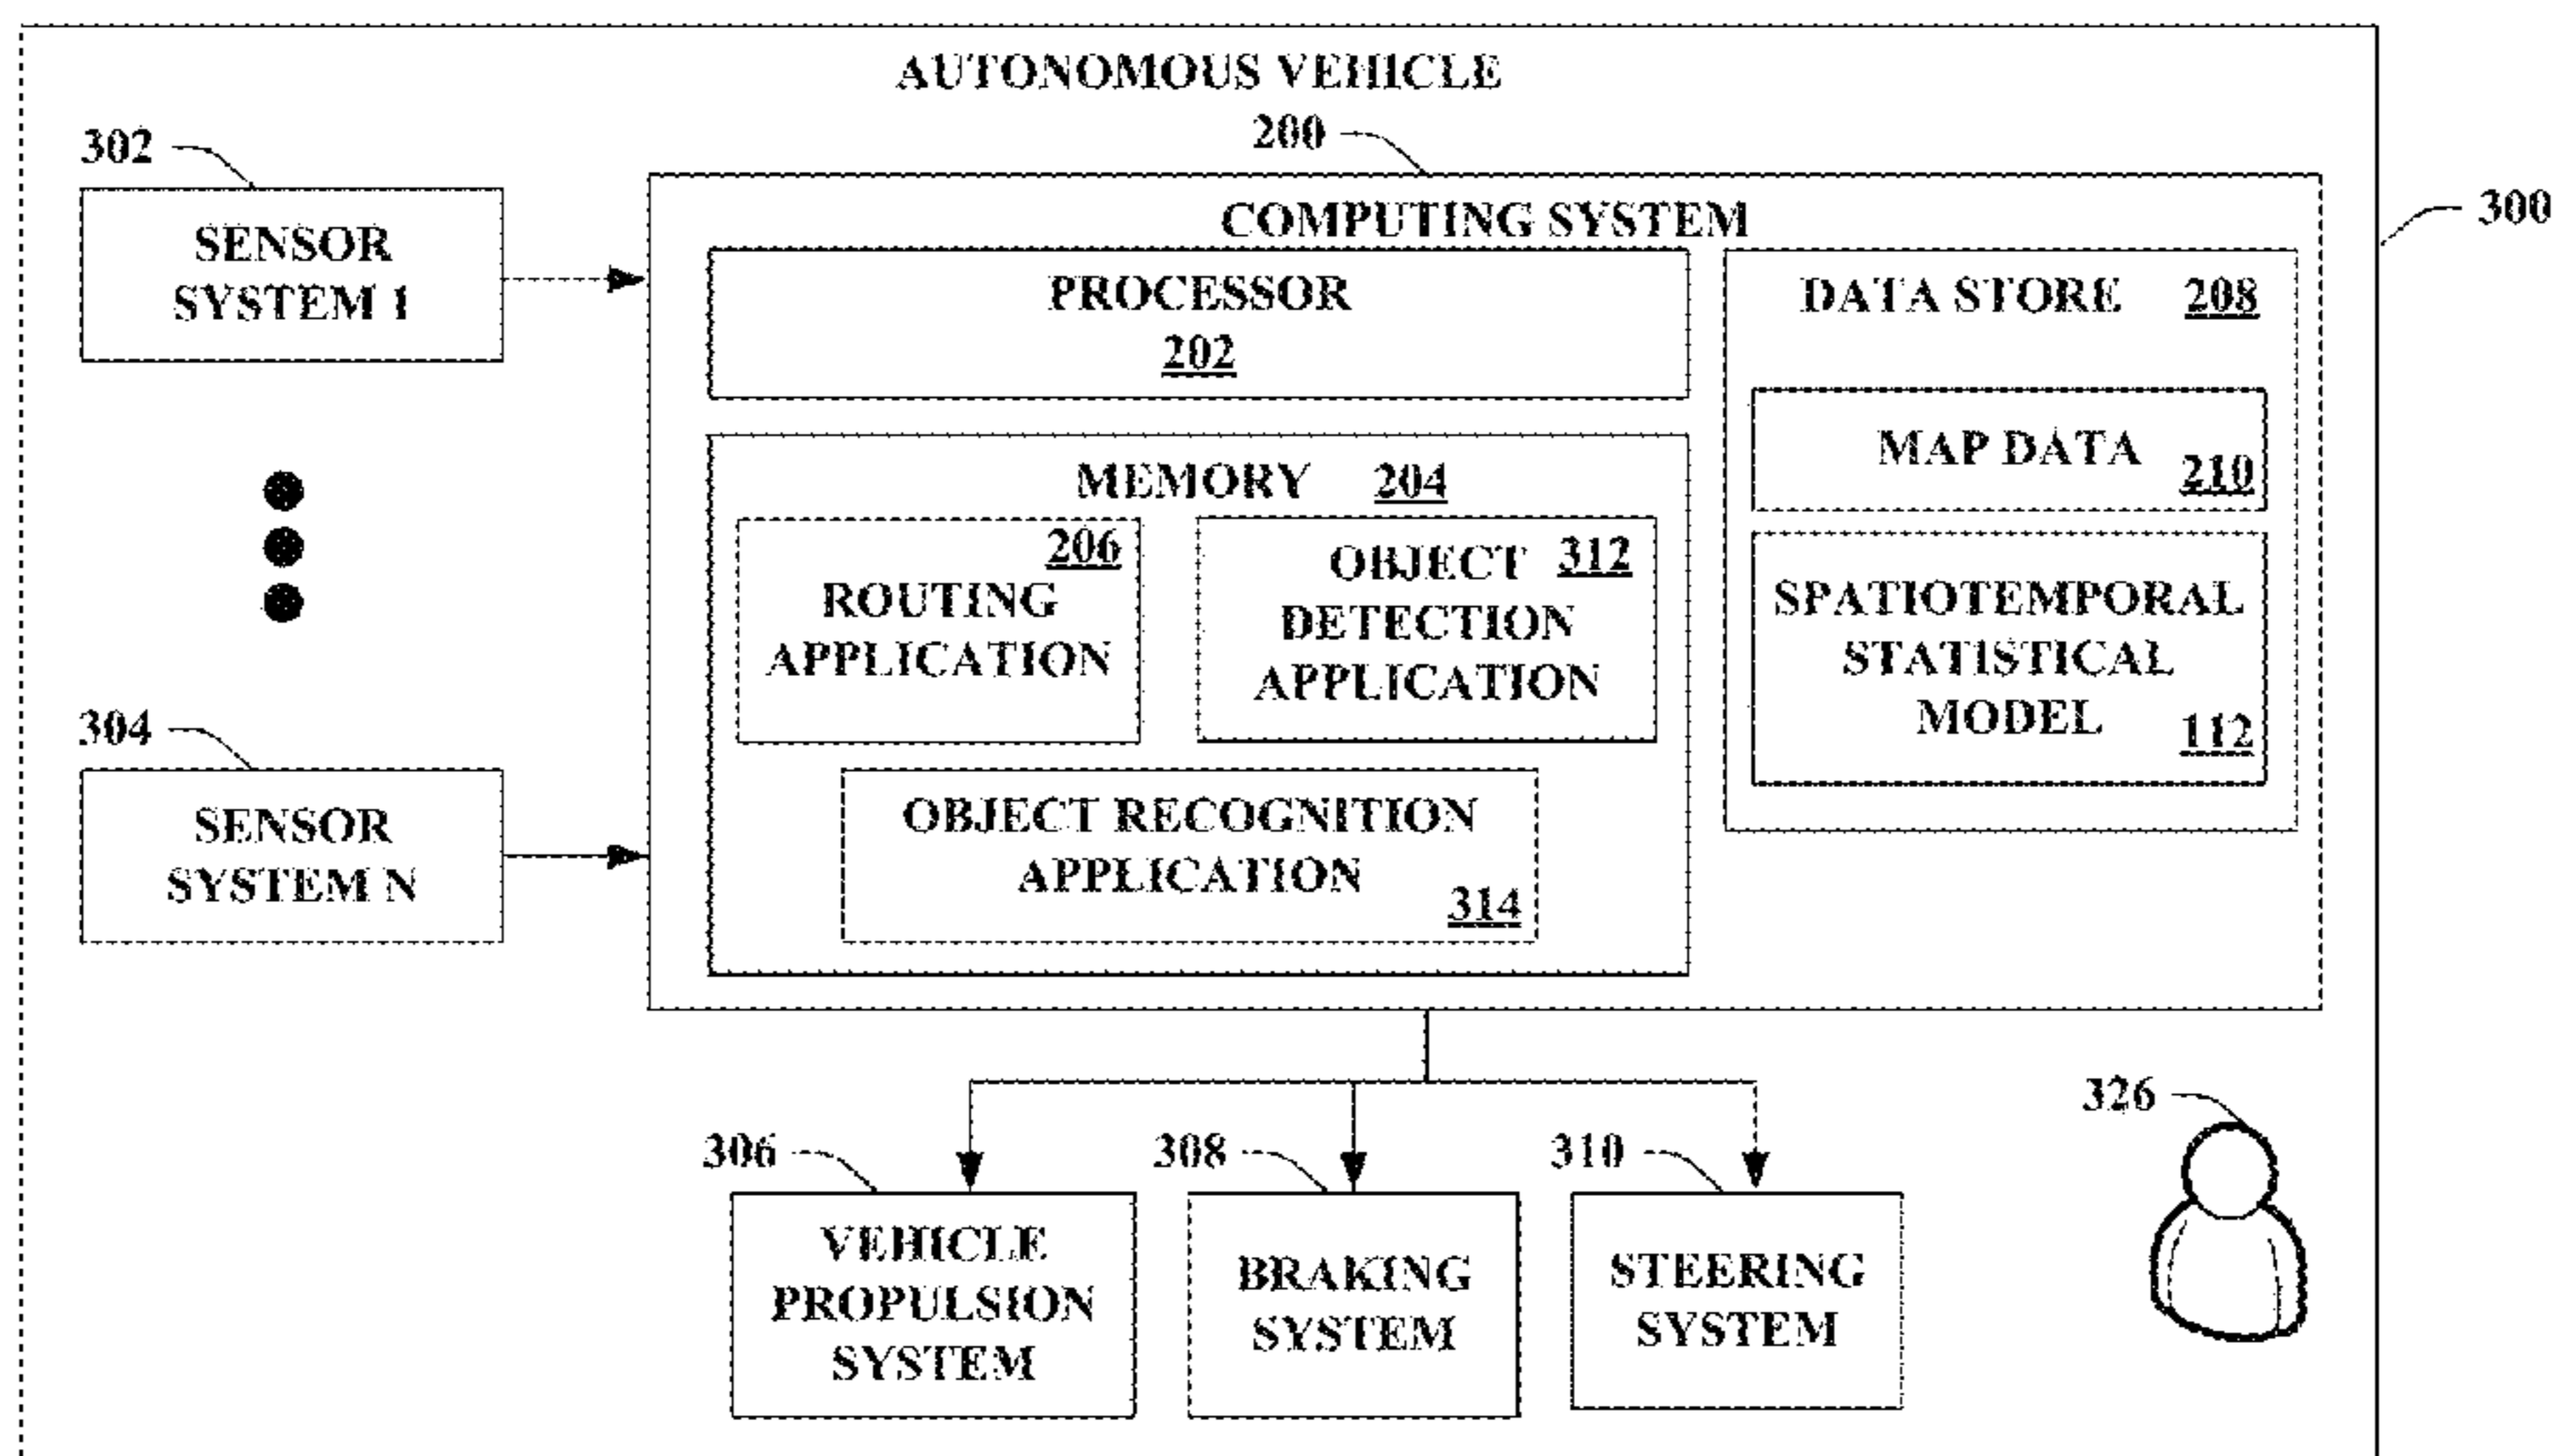 AUTONOMOUS VEHICLE
200
302
300
SENSOR
SYSTEM 1
COMPUTING SYSTEM
PROCESSOR
202
DATA STORE 208
MAP DATA 210
SPATIOTEMPORAL
STATISTICAL
MODEL 112
MEMORY 204
206
ROUTING
APPLICATION
OBJECT 312
DETECTION
APPLICATION
OBJECT RECOGNITION
APPLICATION
314
304
SENSOR
SYSTEM N
306
VEHICLE
PROPULSION
SYSTEM
308
BRAKING
SYSTEM
310
STEERING
SYSTEM
326